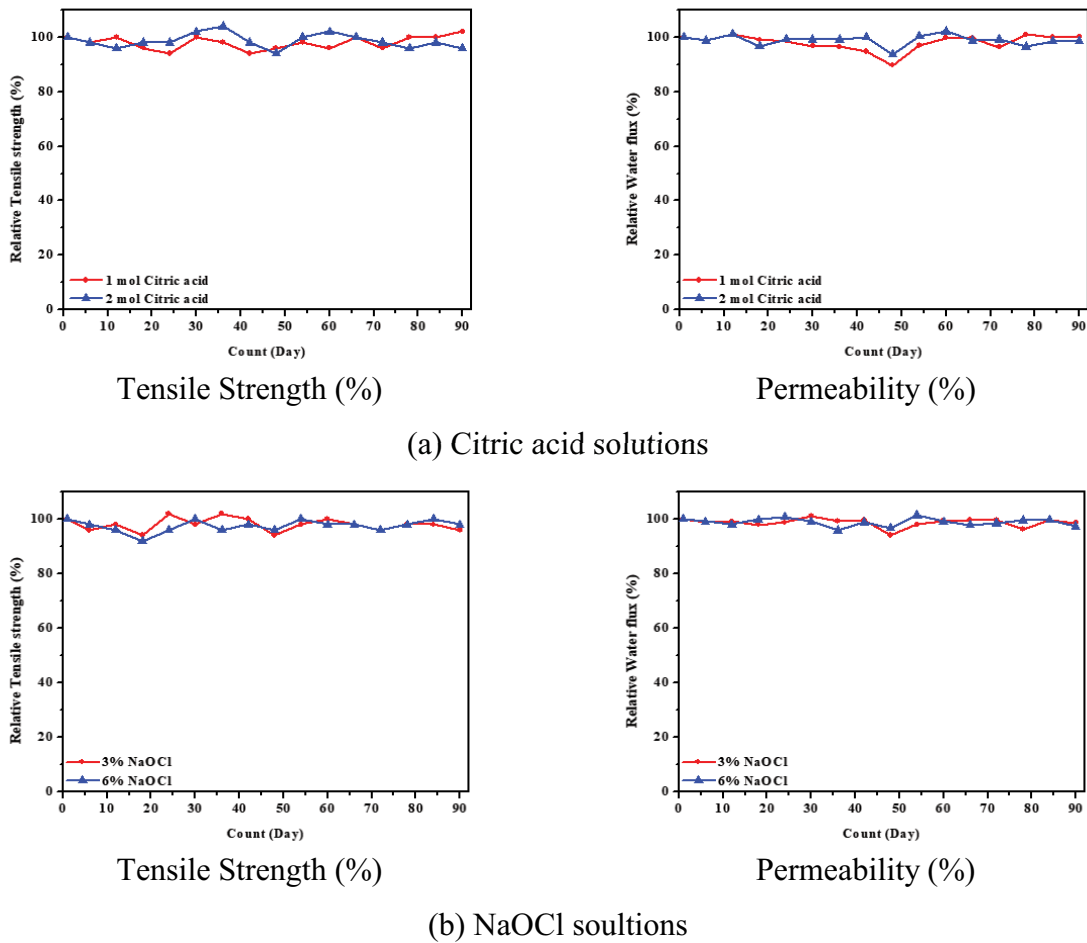 Relative Tensile strength (%)
100
80
60
40
20
0
1 mol Citric acid
2 mol Citric acid
0 10 20 30 40 50 60 70 80 90
Count (Day)
Tensile Strength (%)
Relative Water flux (%)
100
80
60
40
20
0
1 mol Citric acid
2 mol Citric acid
0 10 20 30 40 50 60 70 80 90
Count (Day)
Permeability (%)
(a) Citric acid solutions
Relative Tensile strength (%)
100
80
60
40
20
0
3% NaOCl
6% NaOCl
0 10 20 30 40 50 60 70 80 90
Count (Day)
Tensile Strength (%)
Relative Water flux (%)
100
80
60
40
20
0
3% NaOCl
6% NaOCl
0 10 20 30 40 50 60 70 80 90
Count (Day)
Permeability (%)
(b) NaOCl soultions